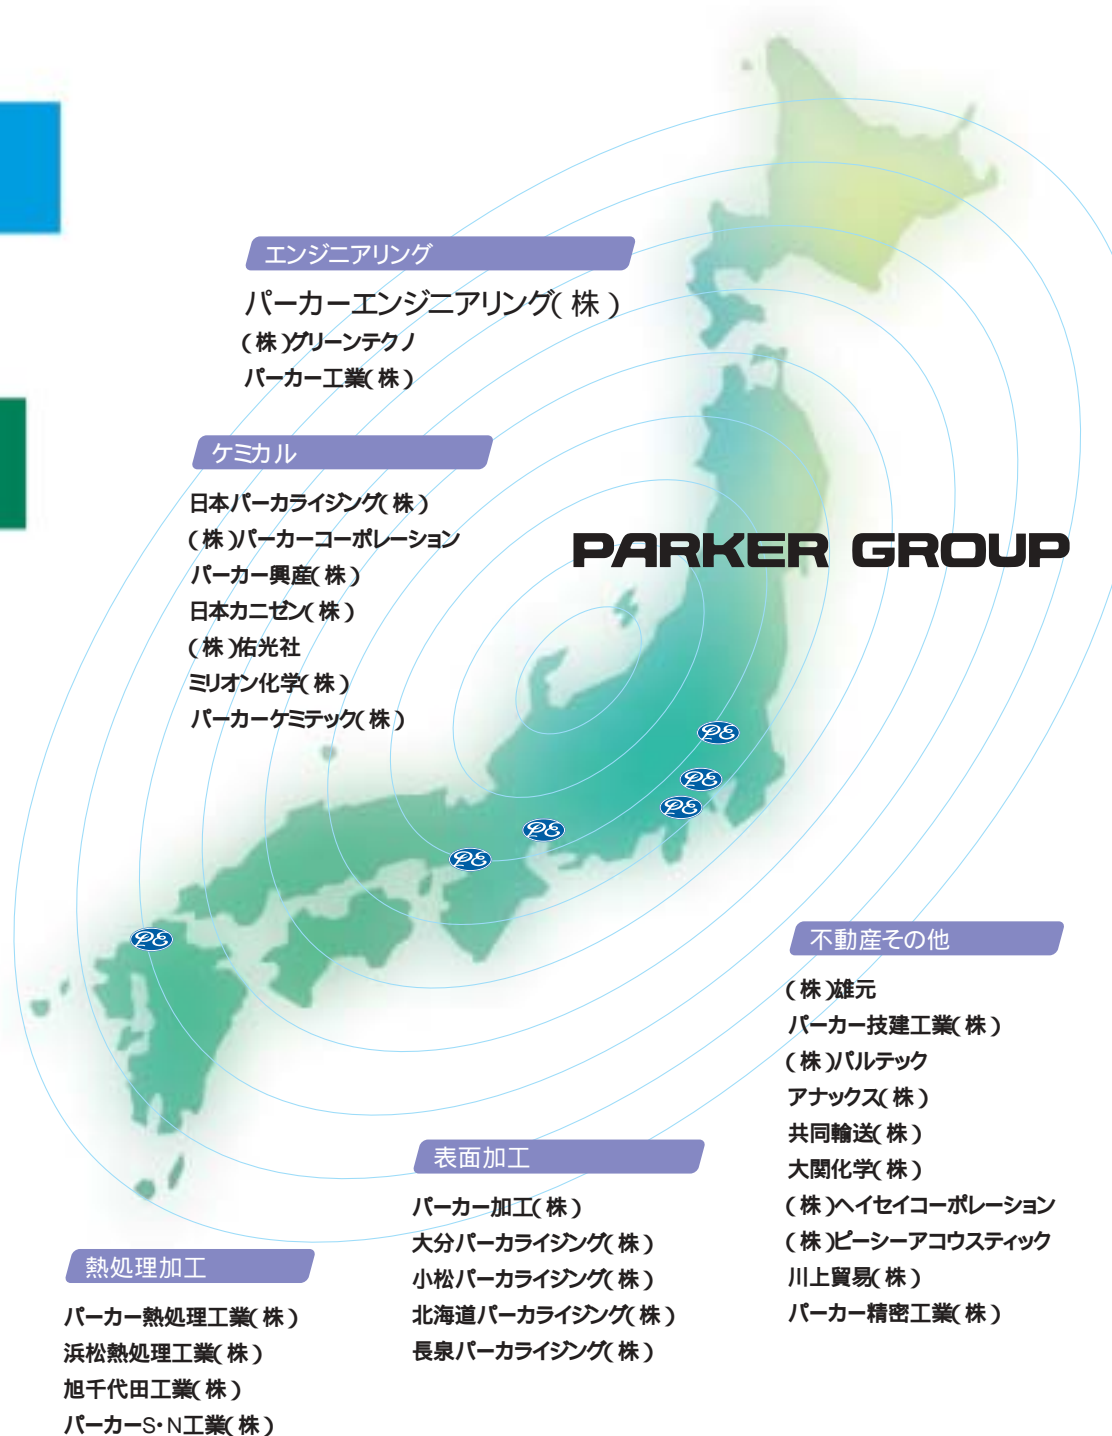 エンジニアリング
パーカーエンジニアリング(株)
(株)グリーンテクノ
パーカー工業(株)
ケミカル
日本パーカライジング(株)
(株)パーカーコーポレーション
パーカー興産(株)
日本カニゼン(株)
(株)佑光社
ミリオン化学(株)
パーカーケミテック(株)
PARKER GROUP
PE
PE
PE
PE
PE
PE
不動産その他
(株)雄元
パーカー技建工業(株)
(株)パルテック
アナックス(株)
共同輸送(株)
大関化学(株)
(株)ヘイセイコーポレーション
(株)ピーシーアコウスティック
川上貿易(株)
パーカー精密工業(株)
表面加工
パーカー加工(株)
大分パーカライジング(株)
小松パーカライジング(株)
北海道パーカライジング(株)
長泉パーカライジング(株)
熱処理加工
パーカー熱処理工業(株)
浜松熱処理工業(株)
旭千代田工業(株)
パーカーS・N工業(株)